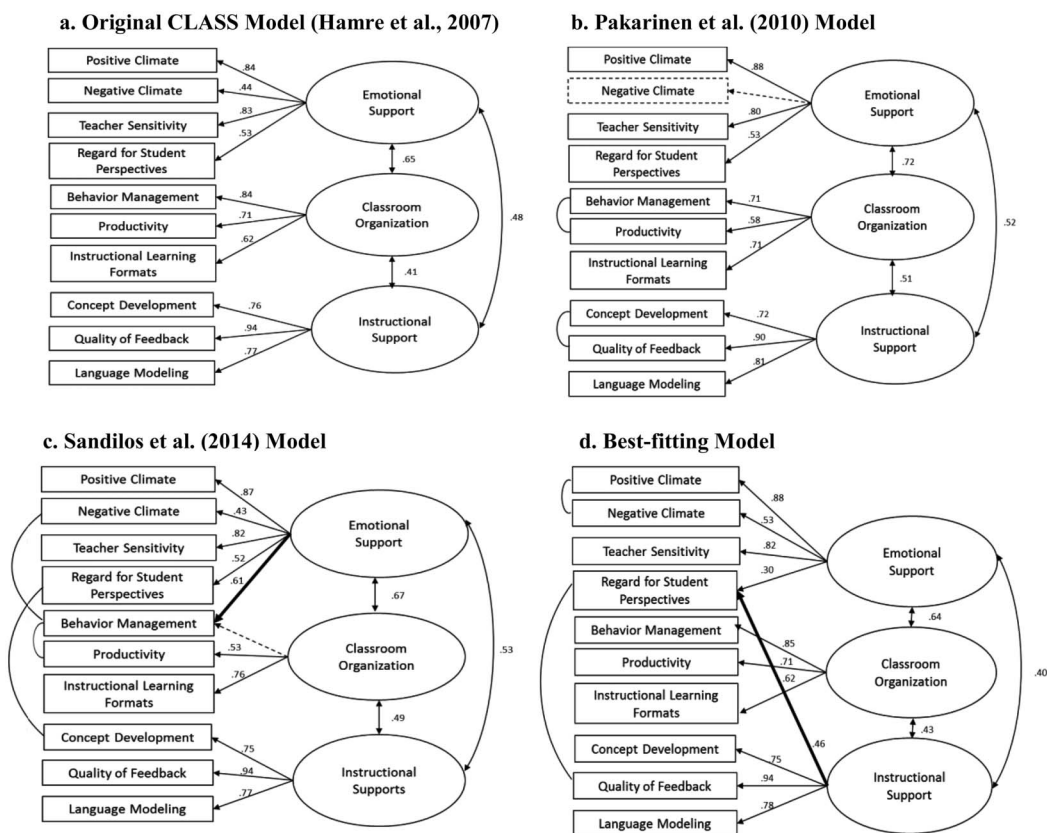 a. Original CLASS Model (Hamre et al., 2007)
Positive Climate
Negative Climate
Teacher Sensitivity
Regard for Student
Perspectives
Behavior Management
Productivity
Instructional Learning
Formats
Concept Development
Quality of Feedback
Language Modeling
.84
.44
.83
.53
.84
.71
.62
.76
.94
.77
Emotional
Support
.65
Classroom
Organization
.41
Instructional
Support
.48
b. Pakarinen et al. (2010) Model
Positive Climate
Negative Climate
Teacher Sensitivity
Regard for Student
Perspectives
Behavior Management
Productivity
Instructional Learning
Formats
Concept Development
Quality of Feedback
Language Modeling
.88
.80
.53
.71
.58
.71
.72
.90
.81
Emotional
Support
.72
Classroom
Organization
.51
Instructional
Support
.52
c. Sandilos et al. (2014) Model
Positive Climate
Negative Climate
Teacher Sensitivity
Regard for Student
Perspectives
Behavior Management
Productivity
Instructional Learning
Formats
Concept Development
Quality of Feedback
Language Modeling
.87
.43
.82
.52
.61
.53
.76
.75
.94
.77
Emotional
Support
.67
Classroom
Organization
.49
Instructional
Supports
.53
d. Best-fitting Model
Positive Climate
Negative Climate
Teacher Sensitivity
Regard for Student
Perspectives
Behavior Management
Productivity
Instructional Learning
Formats
Concept Development
Quality of Feedback
Language Modeling
.88
.53
.82
.30
.85
.71
.62
.46
.75
.94
.78
Emotional
Support
.64
Classroom
Organization
.43
Instructional
Support
.40